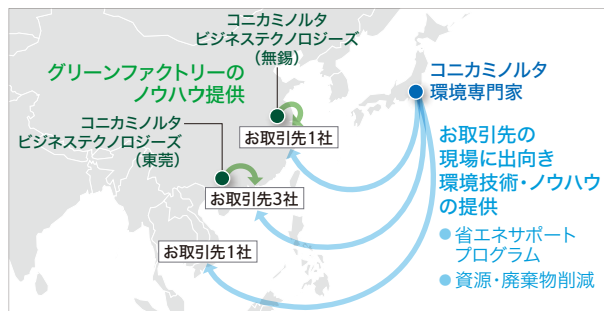 コニカミノルタ
ビジネステクノロジーズ
(無錫)
グリーンファクトリーの
ノウハウ提供
お取引先1社
コニカミノルタ
ビジネステクノロジーズ
(東莞)
お取引先3社
お取引先1社
コニカミノルタ
環境専門家
お取引先の
現場に出向き
環境技術・ノウハウ
の提供
●省エネサポート
プログラム
●資源・廃棄物削減